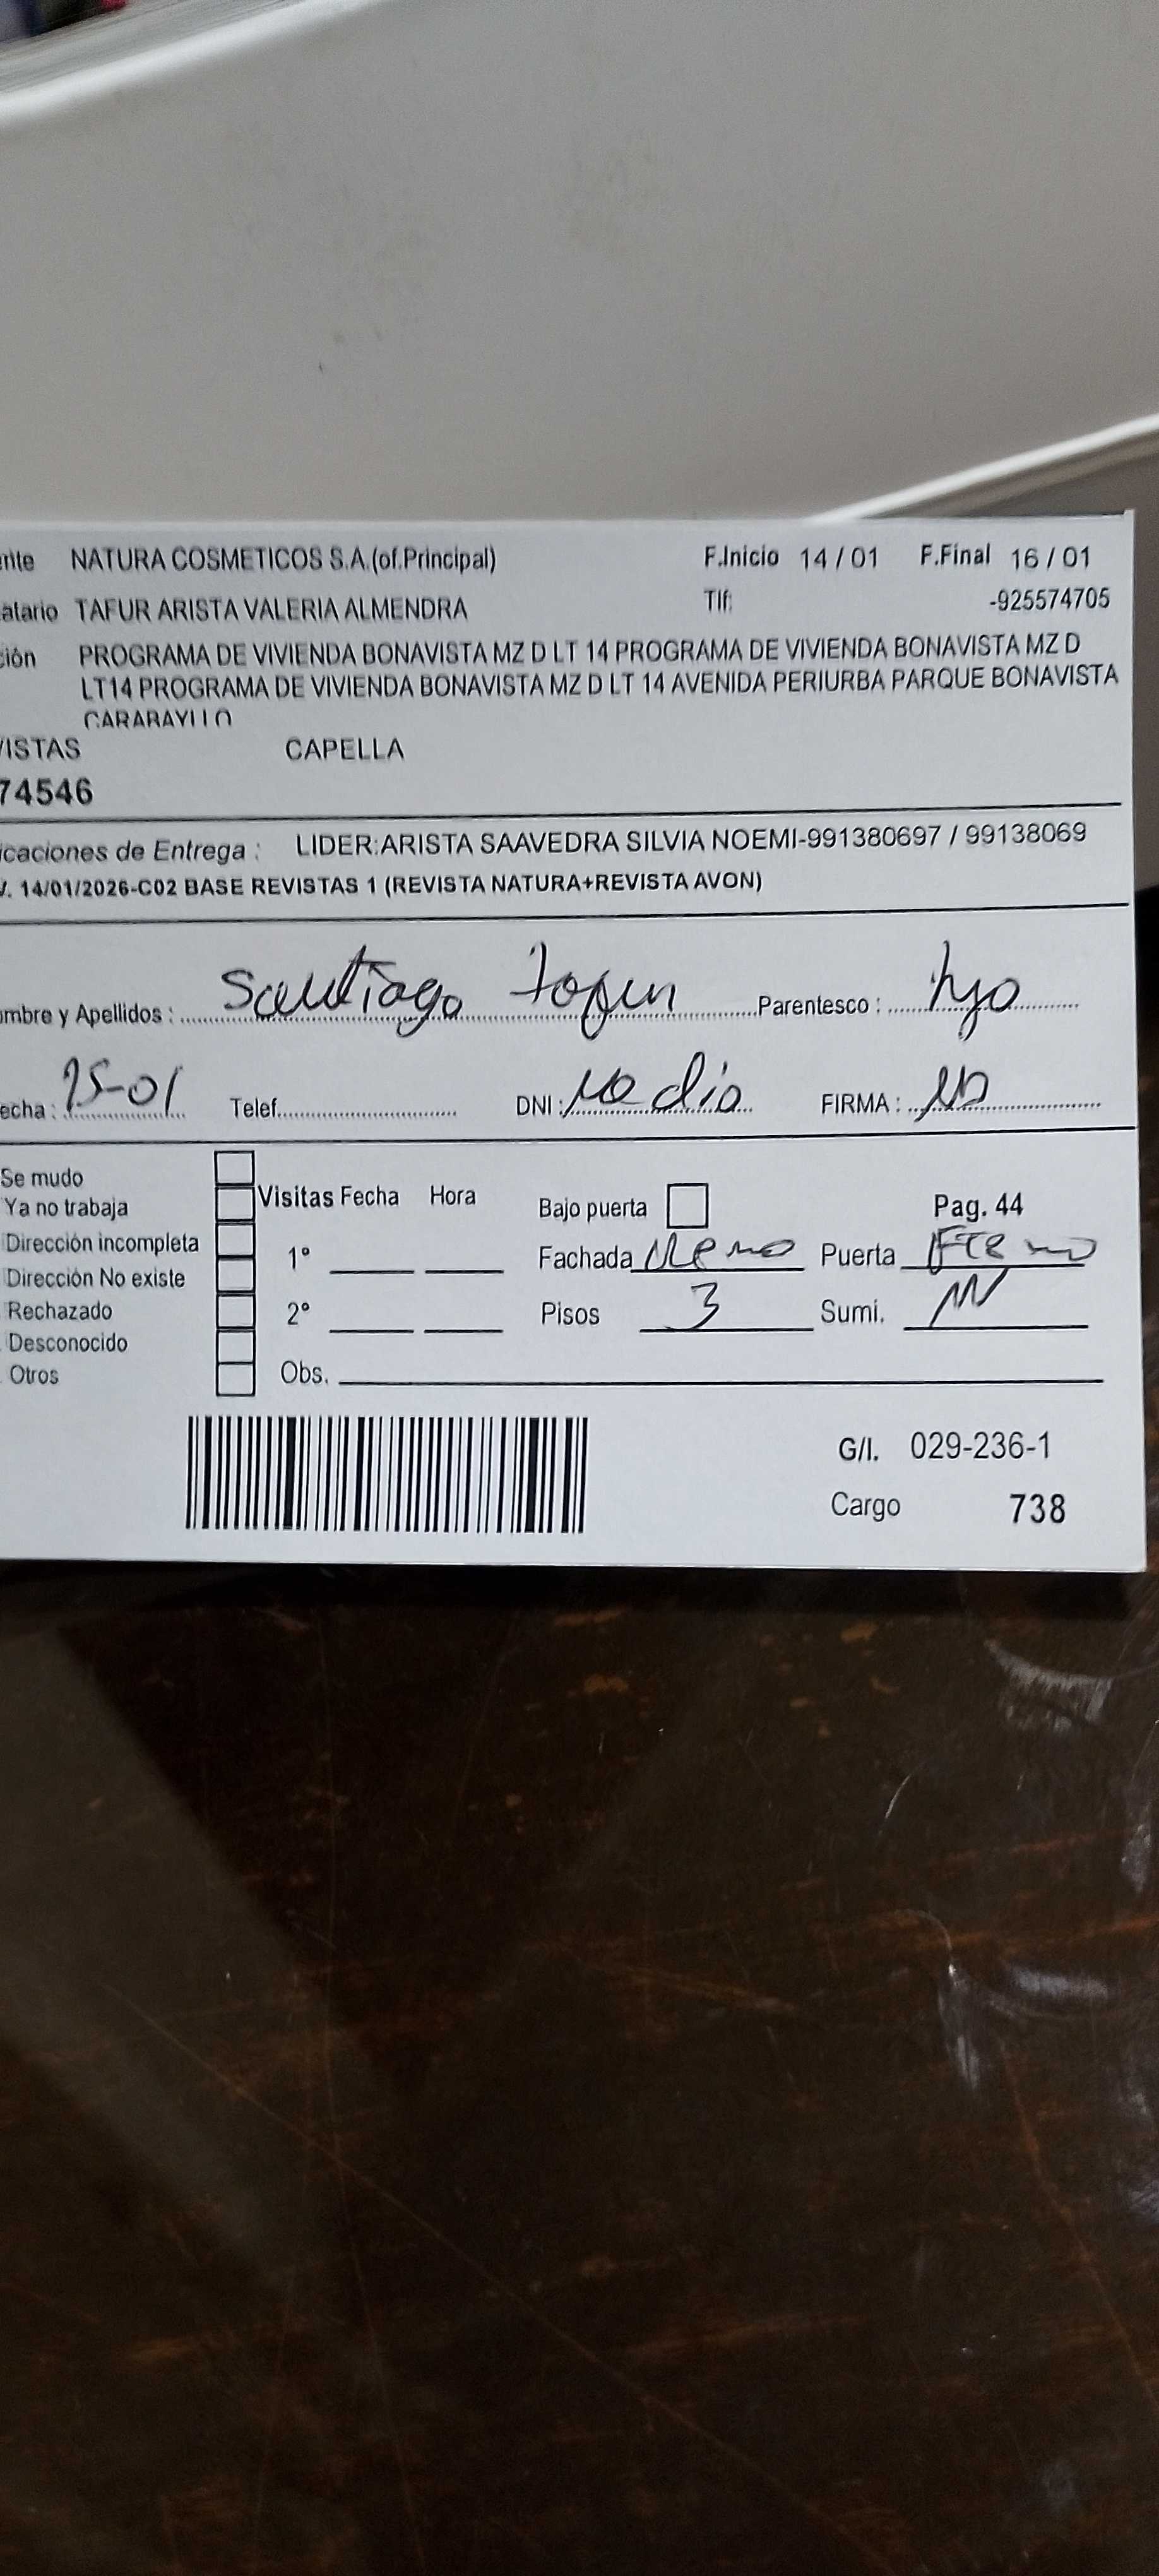 ente NATURA COSMETICOS S.A.(of.Principal) F.Inicio 14 / 01 F.Final 16 / 01
atario TAFUR ARISTA VALERIA ALMENDRA Tlf: -925574705
ción PROGRAMA DE VIVIENDA BONAVISTA MZ D LT 14 PROGRAMA DE VIVIENDA BONAVISTA MZ D
LT14 PROGRAMA DE VIVIENDA BONAVISTA MZ D LT 14 AVENIDA PERIURBA PARQUE BONAVISTA
CARABAYLLO
VISTAS CAPELLA
74546
icaciones de Entrega : LIDER:ARISTA SAAVEDRA SILVIA NOEMI-991380697 / 99138069
V. 14/01/2026-C02 BASE REVISTAS 1 (REVISTA NATURA+REVISTA AVON)
ombre y Apellidos : Santiago Tafur Parentesco : hijo
echa : 15-01 Telef. DNI : No dio FIRMA :
Se mudo
Ya no trabaja Visitas Fecha Hora Bajo puerta Pag. 44
Dirección incompleta 1° Fachada Puerta
Dirección No existe
Rechazado 2° Pisos 3 Sumi.
Desconocido
Otros Obs.
G/I. 029-236-1
Cargo 738